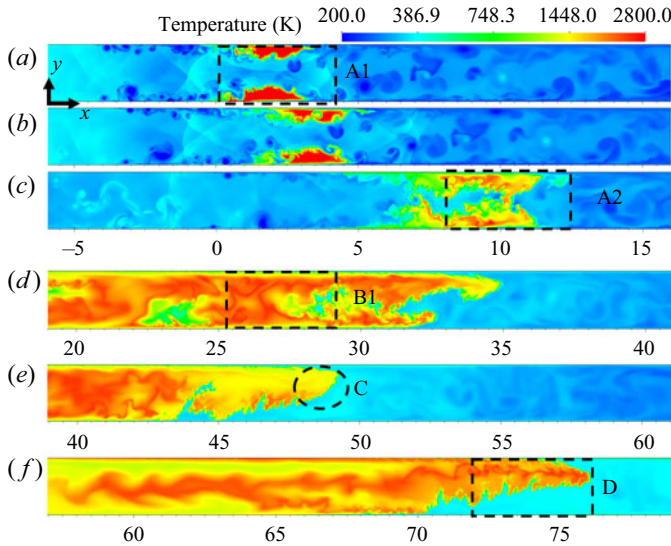 Temperature (K) 200.0 386.9 748.3 1448.0 2800.0
(a) y x A1
(b)
(c) A2
–5 0 5 10 15
(d) B1
20 25 30 35 40
(e) C
40 45 50 55 60
(f) D
60 65 70 75